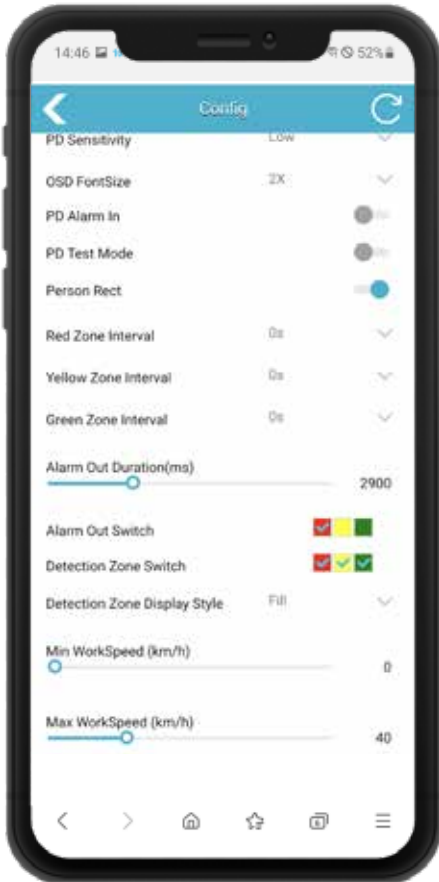 14:46 52%
Config
PD Sensitivity Low
OSD FontSize 2X
PD Alarm In
PD Test Mode
Person Rect
Red Zone Interval 0s
Yellow Zone Interval 0s
Green Zone Interval 0s
Alarm Out Duration(ms)
2900
Alarm Out Switch
Detection Zone Switch
Detection Zone Display Style Fill
Min WorkSpeed (km/h)
0
Max WorkSpeed (km/h)
40